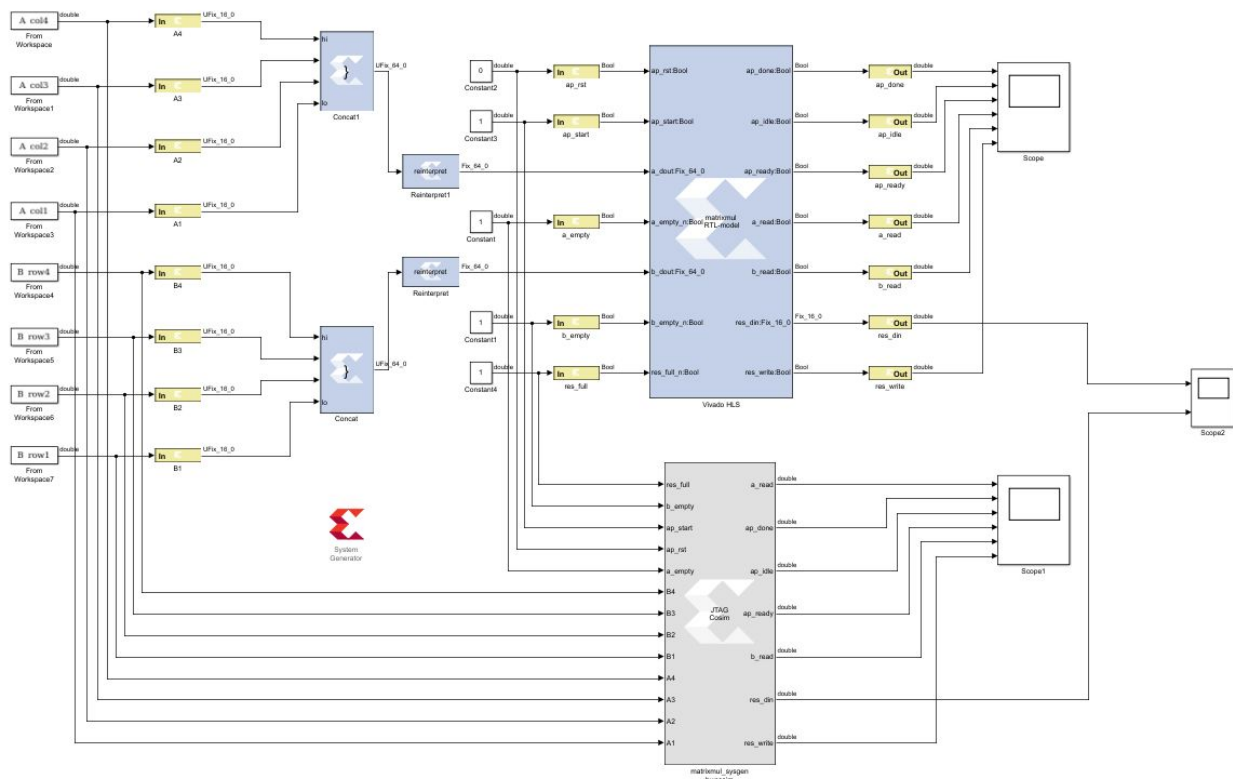 A col4
double
From
Workspace
In
A4
UFix_16_0
A col3
double
From
Workspace1
In
A3
UFix_16_0
A col2
double
From
Workspace2
In
A2
UFix_16_0
A col1
double
From
Workspace3
In
A1
UFix_16_0
hi
lo
}
UFix_64_0
Concat1
reinterpret
Fix_64_0
Reinterpret1
B row4
double
From
Workspace4
In
B4
UFix_16_0
B row3
double
From
Workspace5
In
B3
UFix_16_0
B row2
double
From
Workspace6
In
B2
UFix_16_0
B row1
double
From
Workspace7
In
B1
UFix_16_0
hi
lo
}
UFix_64_0
Concat
reinterpret
Fix_64_0
Reinterpret
System
Generator
0
double
Constant2
In
Bool
ap_rst
1
double
Constant3
In
Bool
ap_start
1
double
Constant
In
Bool
a_empty
1
double
Constant1
In
Bool
b_empty
1
double
Constant4
In
Bool
res_full
ap_rst:Bool
ap_start:Bool
a_dout:Fix_64_0
a_empty_n:Bool
b_dout:Fix_64_0
b_empty_n:Bool
res_full_n:Bool
matrixmul
RTL-model
ap_done:Bool
ap_idle:Bool
ap_ready:Bool
a_read:Bool
b_read:Bool
res_din:Fix_16_0
res_write:Bool
Vivado HLS
Bool
Out
double
ap_done
Bool
Out
double
ap_idle
Bool
Out
double
ap_ready
Bool
Out
double
a_read
Bool
Out
double
b_read
Fix_16_0
Out
double
res_din
Bool
Out
double
res_write
Scope
Scope2
res_full
b_empty
ap_start
ap_rst
a_empty
B4
B3
B2
B1
A4
A3
A2
A1
JTAG
Cosim
a_read
ap_done
ap_idle
ap_ready
b_read
res_din
res_write
double
double
double
double
double
double
double
matrixmul_sysgen
Scope1